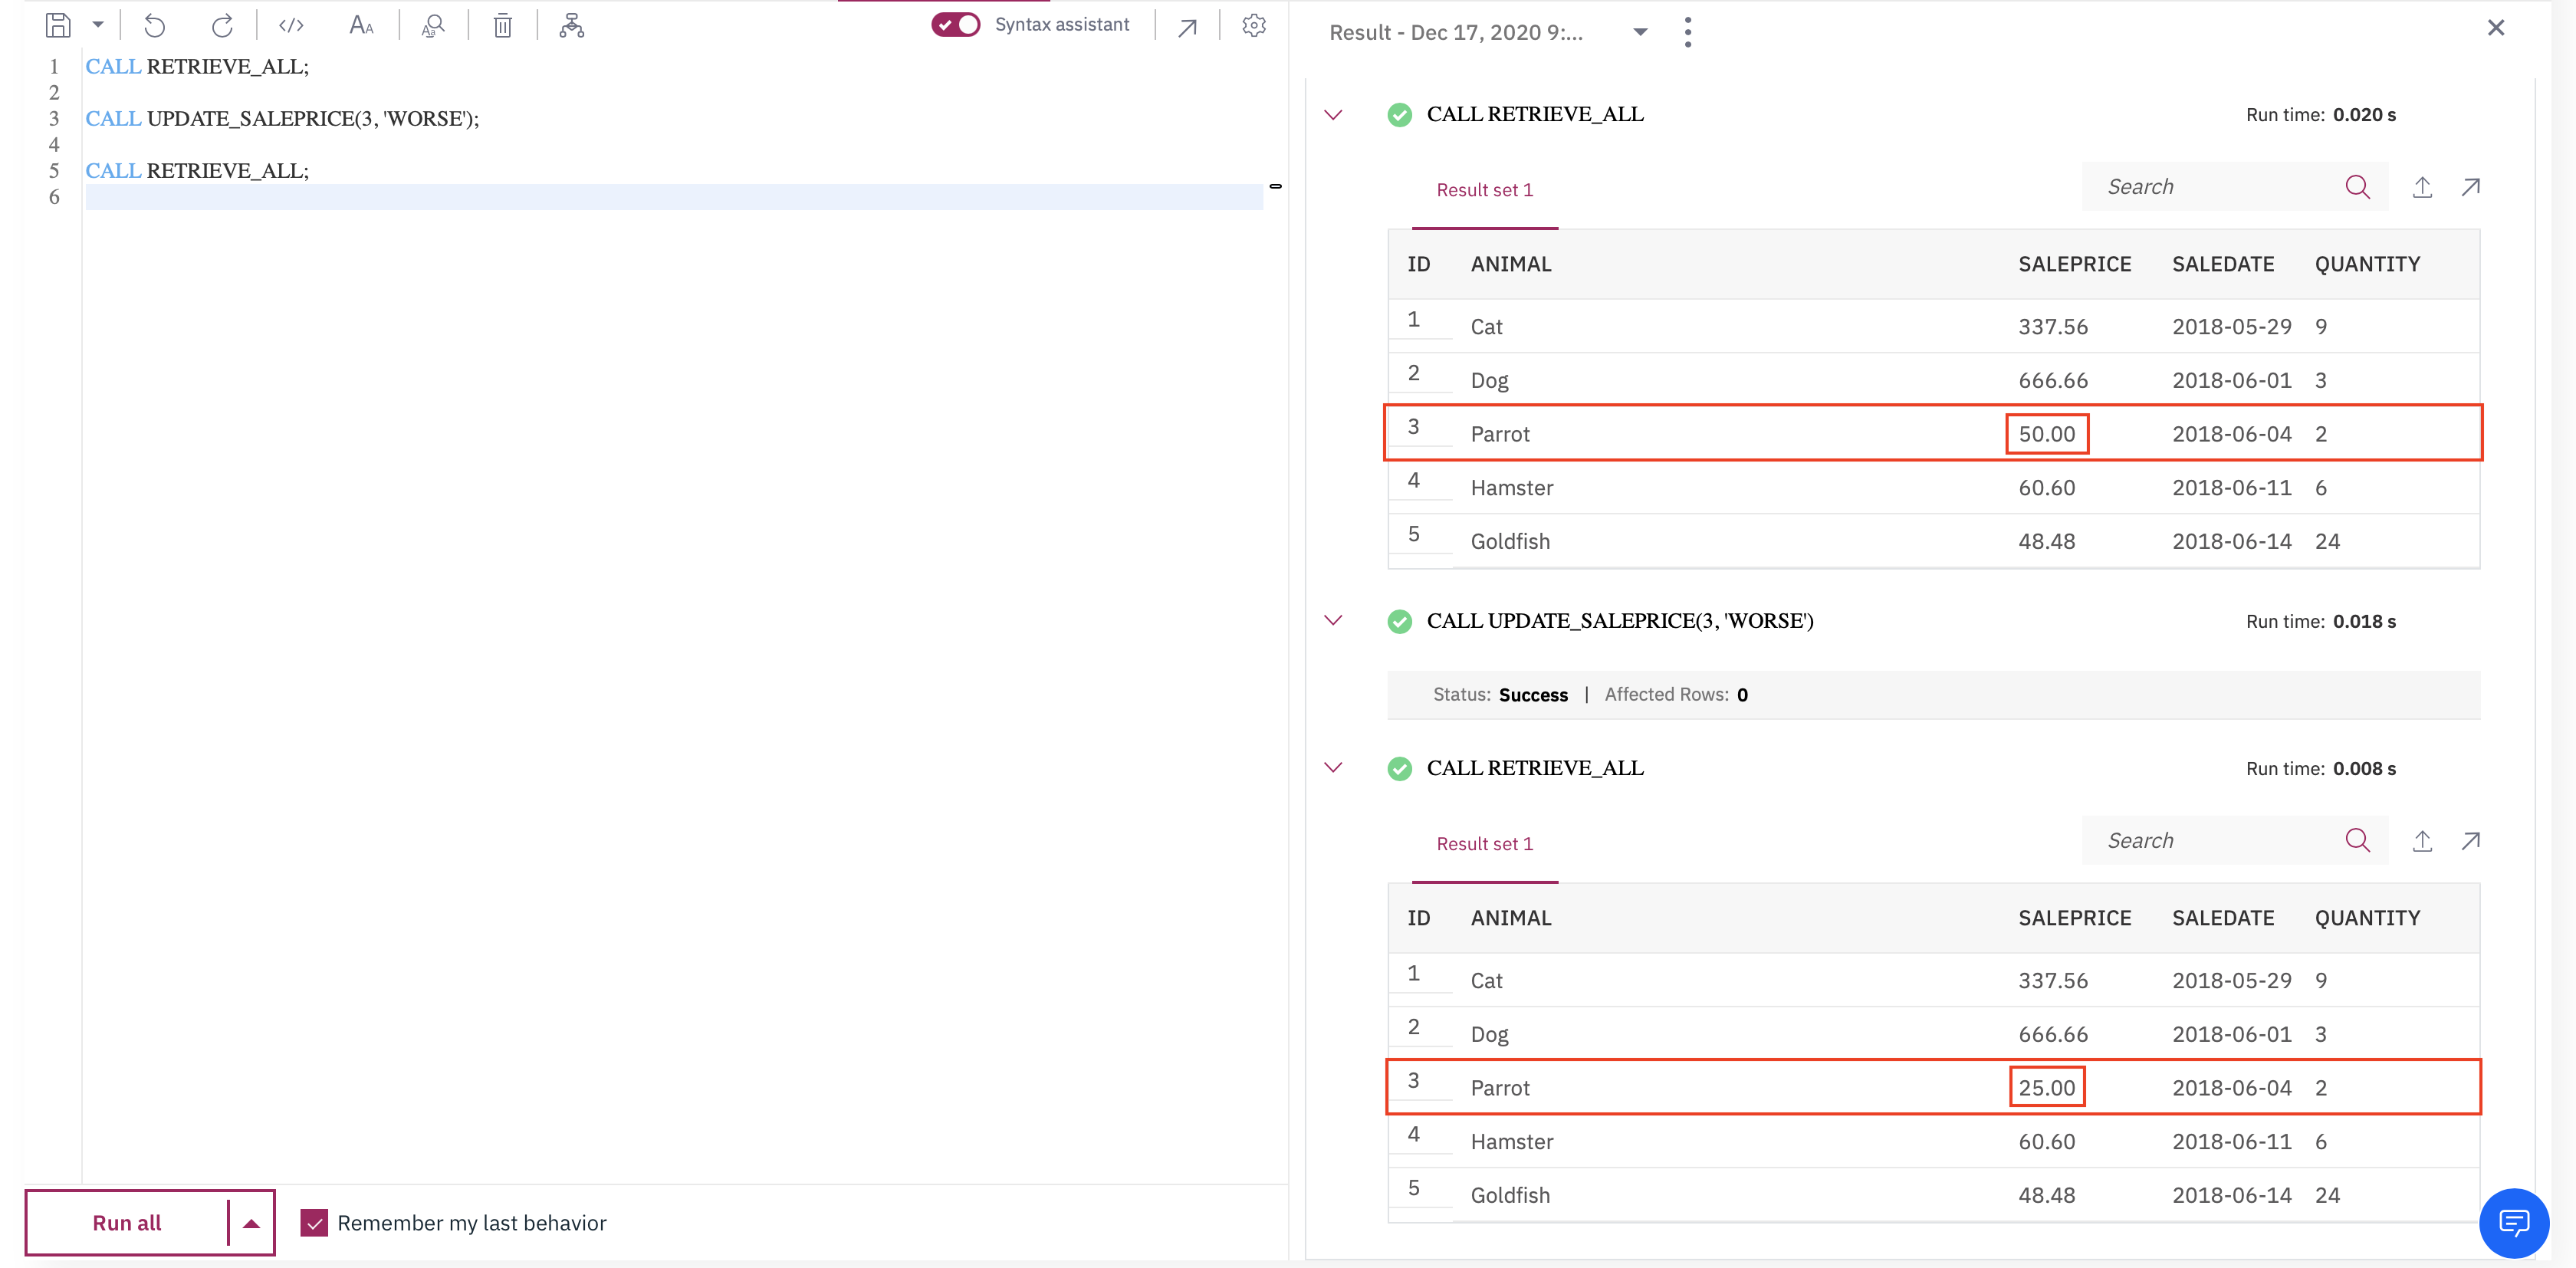 Syntax assistant
1 CALL RETRIEVE_ALL;
2
3 CALL UPDATE_SALEPRICE(3, 'WORSE');
4
5 CALL RETRIEVE_ALL;
6
Run all
Remember my last behavior
Result - Dec 17, 2020 9:...
CALL RETRIEVE_ALL Run time: 0.020 s
Result set 1 Search
ID ANIMAL SALEPRICE SALEDATE QUANTITY
1 Cat 337.56 2018-05-29 9
2 Dog 666.66 2018-06-01 3
3 Parrot 50.00 2018-06-04 2
4 Hamster 60.60 2018-06-11 6
5 Goldfish 48.48 2018-06-14 24
CALL UPDATE_SALEPRICE(3, 'WORSE') Run time: 0.018 s
Status: Success | Affected Rows: 0
CALL RETRIEVE_ALL Run time: 0.008 s
Result set 1 Search
ID ANIMAL SALEPRICE SALEDATE QUANTITY
1 Cat 337.56 2018-05-29 9
2 Dog 666.66 2018-06-01 3
3 Parrot 25.00 2018-06-04 2
4 Hamster 60.60 2018-06-11 6
5 Goldfish 48.48 2018-06-14 24